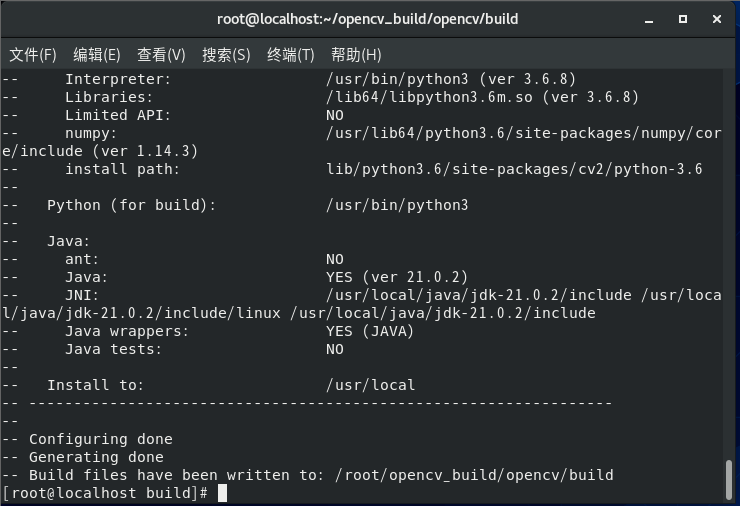 root@localhost:~/opencv_build/opencv/build
文件(F) 编辑(E) 查看(V) 搜索(S) 终端(T) 帮助(H)
--     Interpreter:                 /usr/bin/python3 (ver 3.6.8)
--     Libraries:                   /lib64/libpython3.6m.so (ver 3.6.8)
--     Limited API:                 NO
--     numpy:                       /usr/lib64/python3.6/site-packages/numpy/cor
e/include (ver 1.14.3)
--     install path:                lib/python3.6/site-packages/cv2/python-3.6
--
--   Python (for build):            /usr/bin/python3
--
--   Java:
--     ant:                         NO
--     Java:                        YES (ver 21.0.2)
--     JNI:                         /usr/local/java/jdk-21.0.2/include /usr/loca
l/java/jdk-21.0.2/include/linux /usr/local/java/jdk-21.0.2/include
--     Java wrappers:               YES (JAVA)
--     Java tests:                  NO
--
--   Install to:                    /usr/local
-- -----------------------------------------------------------------
--
-- Configuring done
-- Generating done
-- Build files have been written to: /root/opencv_build/opencv/build
[root@localhost build]#